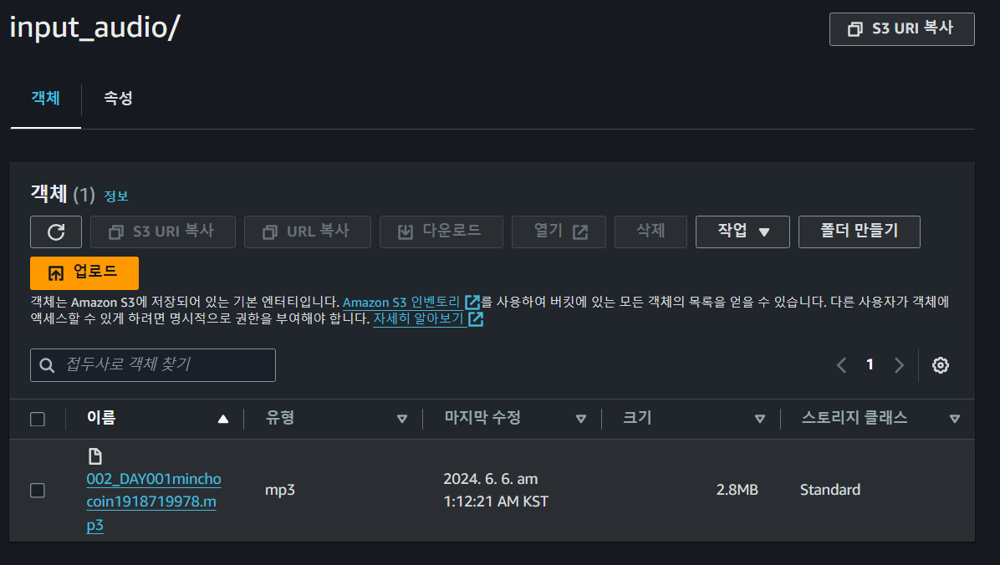 input_audio/
S3 URI 복사
객체 속성
객체 (1) 정보
S3 URI 복사 URL 복사 다운로드 열기 삭제 작업 폴더 만들기
업로드
객체는 Amazon S3에 저장되어 있는 기본 엔터티입니다. Amazon S3 인벤토리 를 사용하여 버킷에 있는 모든 객체의 목록을 얻을 수 있습니다. 다른 사용자가 객체에
액세스할 수 있게 하려면 명시적으로 권한을 부여해야 합니다. 자세히 알아보기
접두사로 객체 찾기
1
이름 유형 마지막 수정 크기 스토리지 클래스
002_DAY001mincho
coin1918719978.m
p3
mp3
2024. 6. 6. am
1:12:21 AM KST
2.8MB
Standard